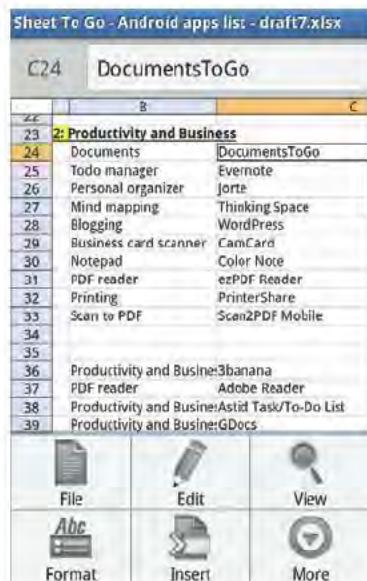 Sheet To Go - Android apps list - draft7.xlsx
C24 DocumentsToGo
B C
22
23 2: Productivity and Business
24 Documents DocumentsToGo
25 Todo manager Evernote
26 Personal organizer Jorte
27 Mind mapping Thinking Space
28 Blogging WordPress
29 Business card scanner CamCard
30 Notepad Color Note
31 PDF reader ezPDF Reader
32 Printing PrinterShare
33 Scan to PDF Scan2PDF Mobile
34
35
36 Productivity and Busine 3banana
37 PDF reader Adobe Reader
38 Productivity and Busine Astid Task/To-Do List
39 Productivity and Busine GDocs
File Edit View
Abc
Format Insert More